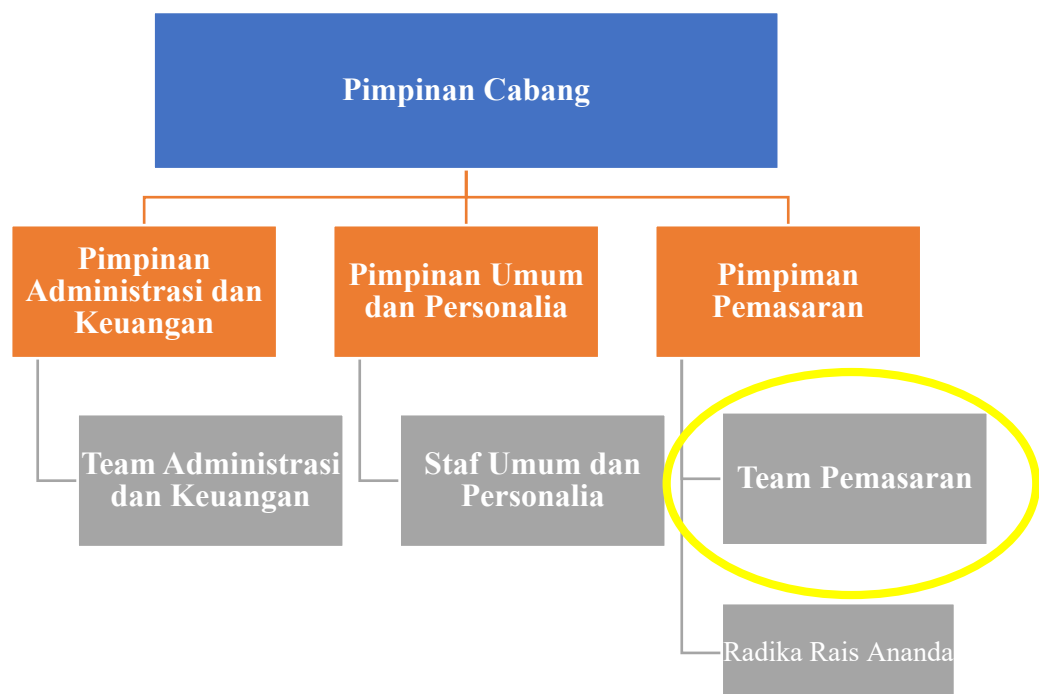 Pimpinan Cabang
Pimpinan
Administrasi dan
Keuangan
Pimpinan Umum
dan Personalia
Pimpiman
Pemasaran
Team Administrasi
dan Keuangan
Staf Umum dan
Personalia
Team Pemasaran
Radika Rais Ananda